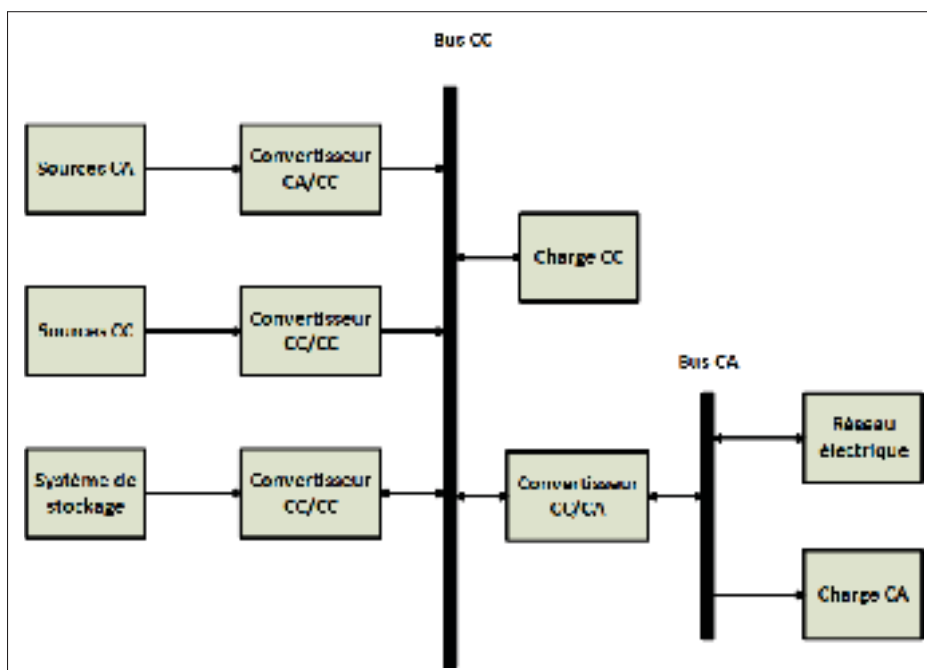 Bus CC
Sources CA
Convertisseur
CA/CC
Charge CC
Sources CC
Convertisseur
CC/CC
Bus CA
Réseau
électrique
Système de
stockage
Convertisseur
CC/CC
Convertisseur
CC/CA
Charge CA